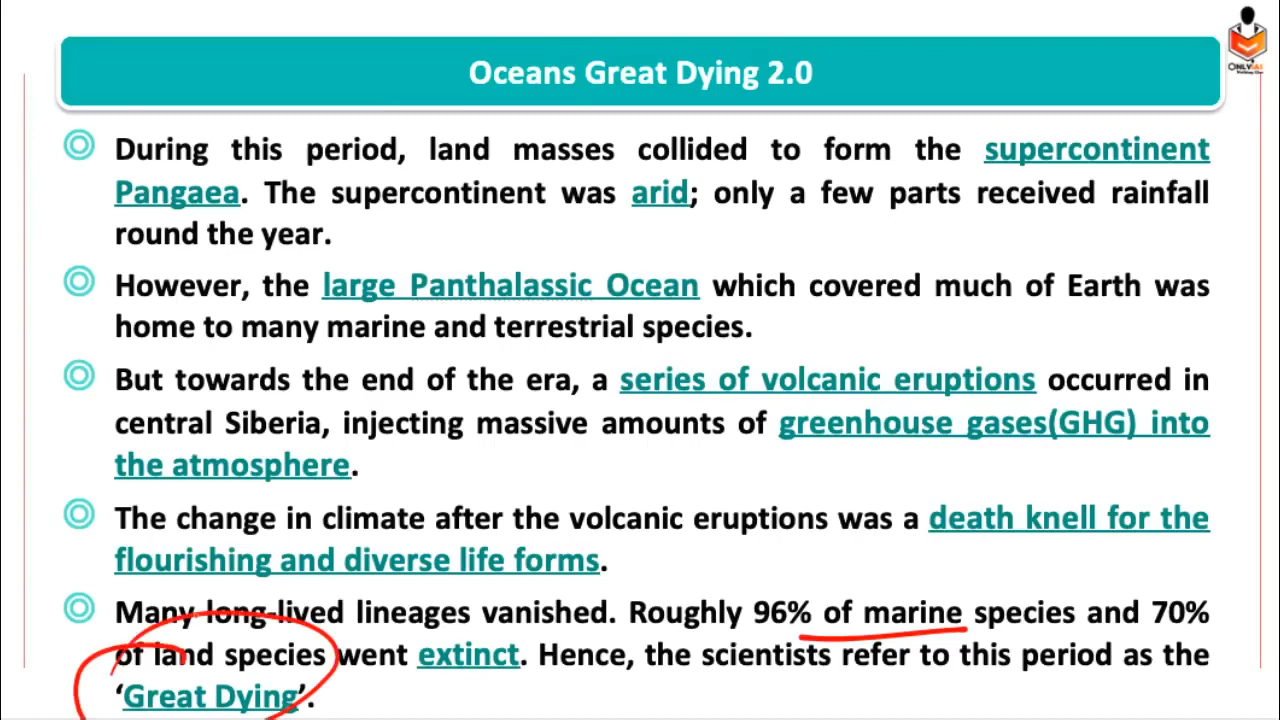 Oceans Great Dying 2.0
ONLYIAS
During this period, land masses collided to form the supercontinent
Pangaea. The supercontinent was arid; only a few parts received rainfall
round the year.
However, the large Panthalassic Ocean which covered much of Earth was
home to many marine and terrestrial species.
But towards the end of the era, a series of volcanic eruptions occurred in
central Siberia, injecting massive amounts of greenhouse gases(GHG) into
the atmosphere.
The change in climate after the volcanic eruptions was a death knell for the
flourishing and diverse life forms.
Many long-lived lineages vanished. Roughly 96% of marine species and 70%
of land species went extinct. Hence, the scientists refer to this period as the
‘Great Dying’.